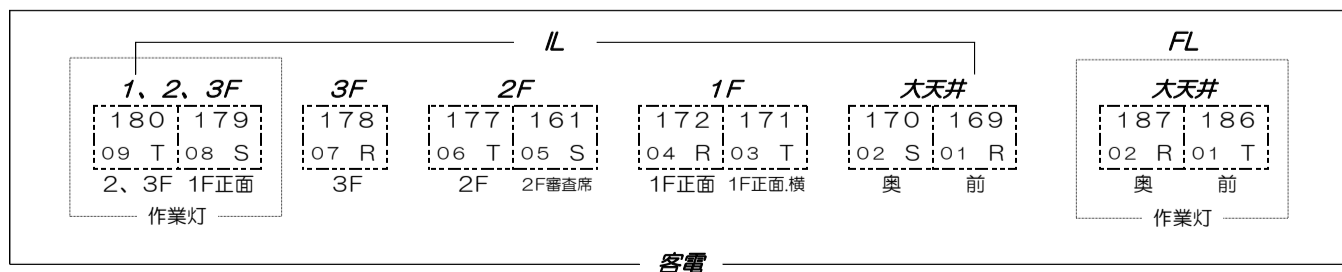 IL FL
1、2、3F 3F 2F 1F 大天井 大天井
180 179 178 177 161 172 171 170 169 187 186
09 T 08 S 07 R 06 T 05 S 04 R 03 T 02 S 01 R 02 R 01 T
2、3F 1F正面 3F 2F 2F審査席 1F正面 1F正面.横 奥 前 奥 前
作業灯 作業灯
客電